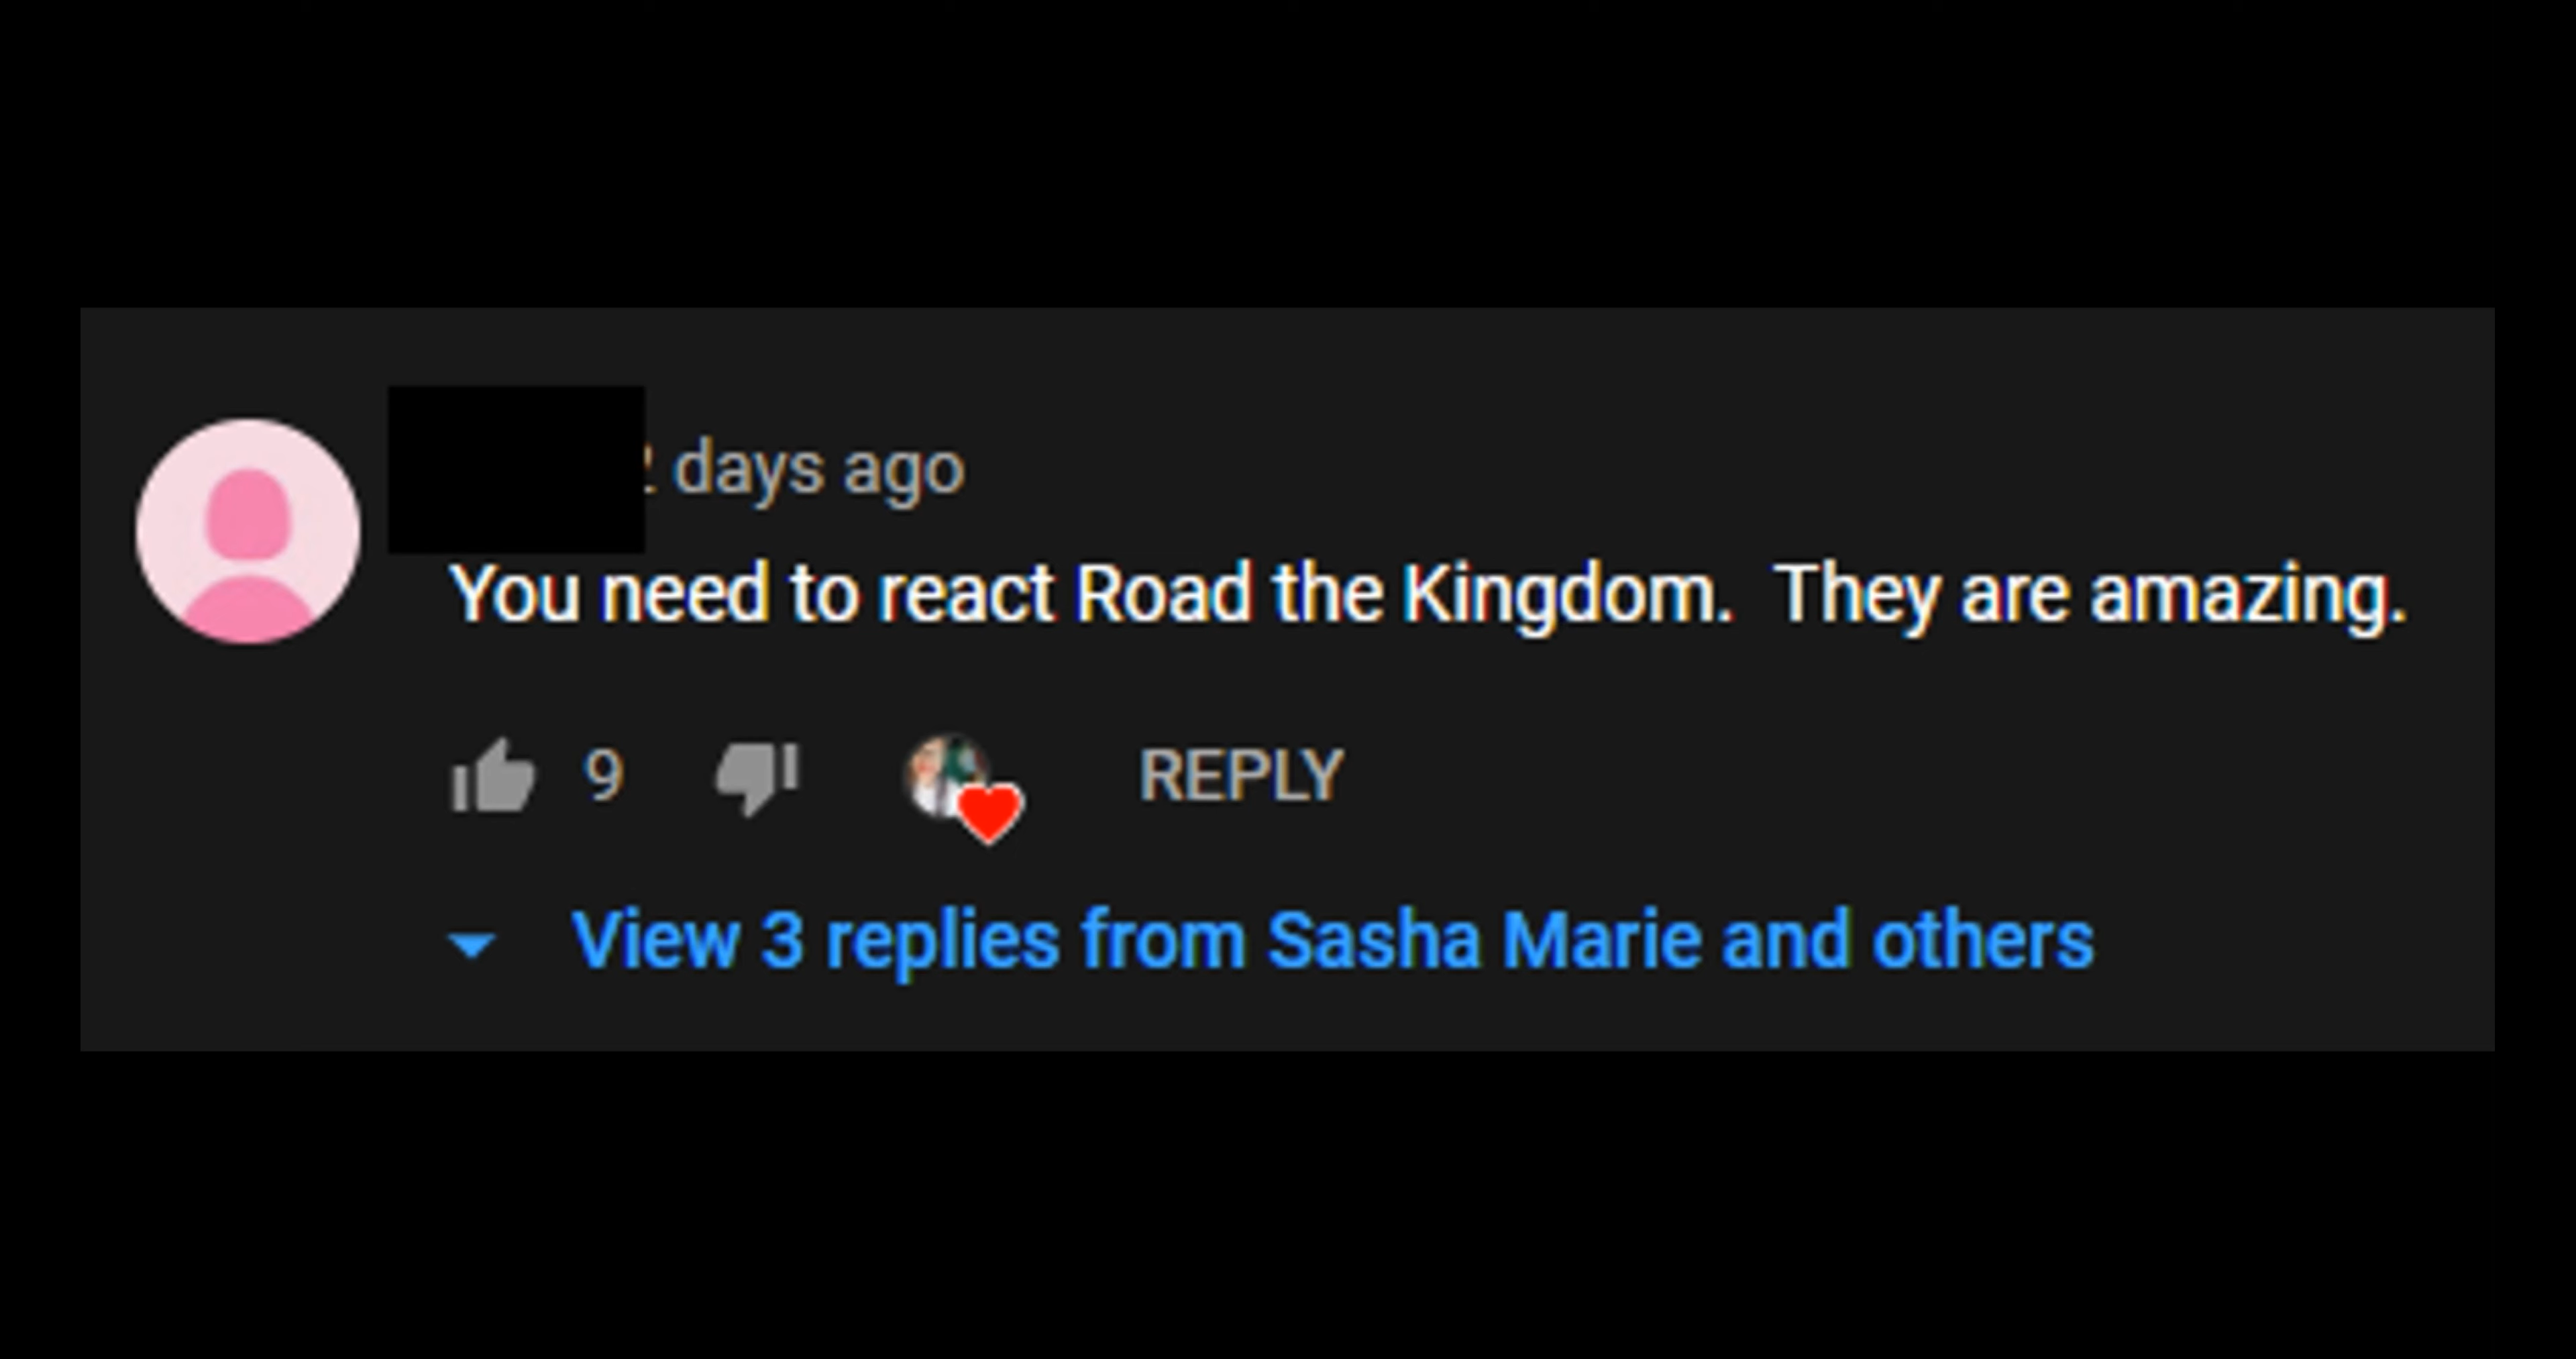 2 days ago
You need to react Road the Kingdom.  They are amazing.
9
REPLY
View 3 replies from Sasha Marie and others